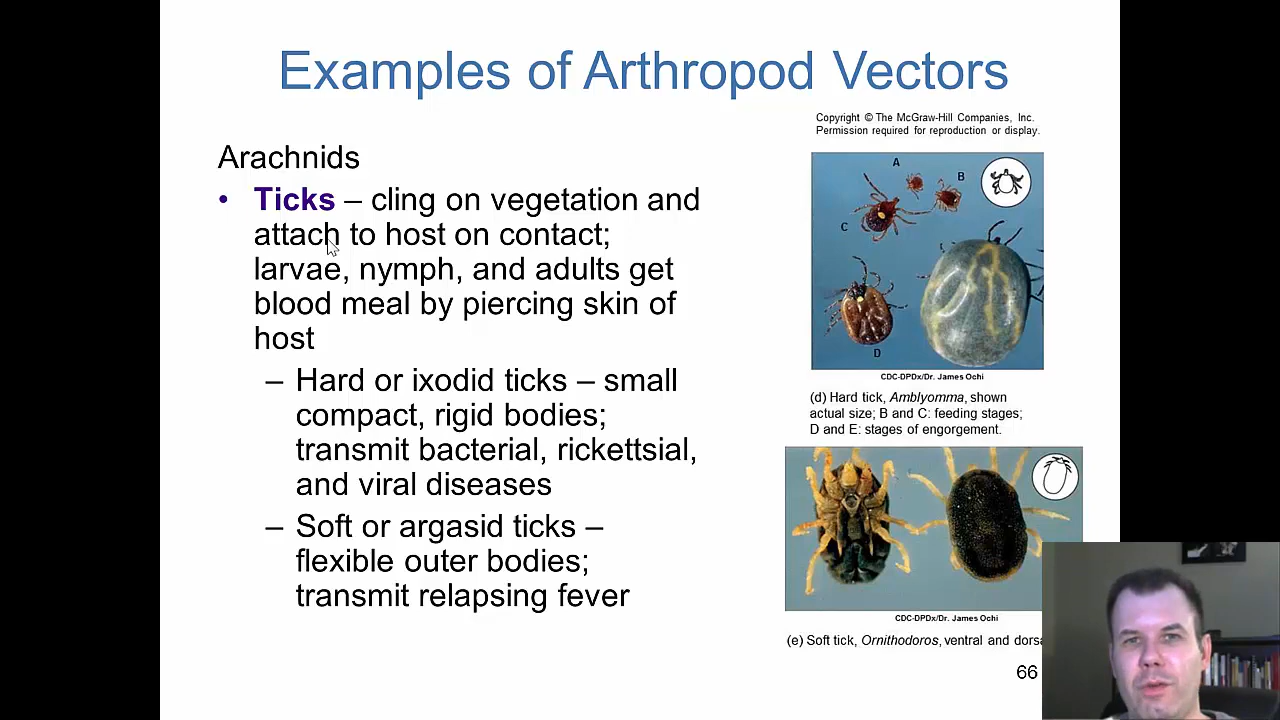 Examples of Arthropod Vectors
Arachnids
• Ticks – cling on vegetation and
attach to host on contact;
larvae, nymph, and adults get
blood meal by piercing skin of
host
– Hard or ixodid ticks – small
compact, rigid bodies;
transmit bacterial, rickettsial,
and viral diseases
– Soft or argasid ticks –
flexible outer bodies;
transmit relapsing fever
Copyright © The McGraw-Hill Companies, Inc.
Permission required for reproduction or display.
A
B
C
D
CDC-DPDx/Dr. James Ochi
(d) Hard tick, Amblyomma, shown
actual size; B and C: feeding stages;
D and E: stages of engorgement.
CDC-DPDx/Dr. James Ochi
(e) Soft tick, Ornithodoros, ventral and
66